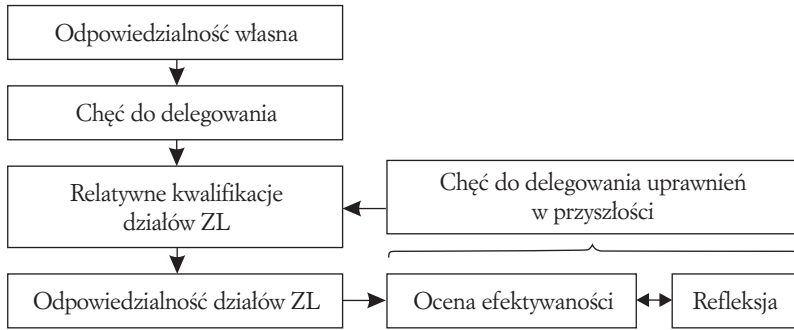 Odpowiedzialność własna
Chęć do delegowania
Relatywne kwalifikacje
działów ZL
Chęć do delegowania uprawnień
w przyszłości
Odpowiedzialność działów ZL
Ocena efektywaności
Refleksja